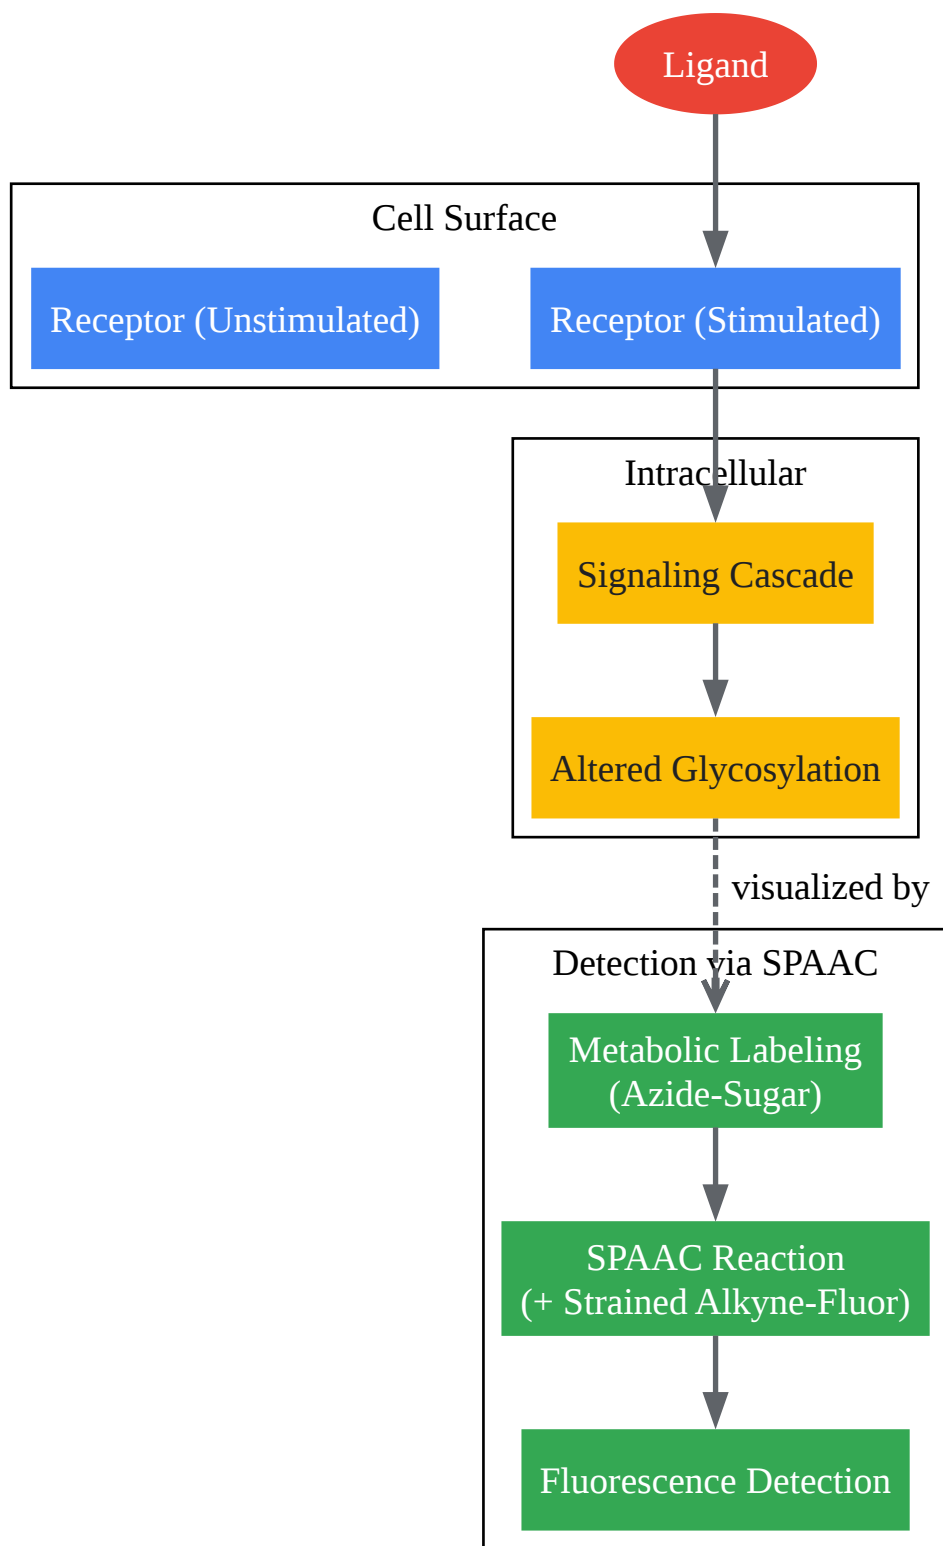 Ligand
Cell Surface
Receptor (Unstimulated)
Receptor (Stimulated)
Intracellular
Signaling Cascade
Altered Glycosylation
visualized by
Detection via SPAAC
Metabolic Labeling
(Azide-Sugar)
SPAAC Reaction
(+ Strained Alkyne-Fluor)
Fluorescence Detection